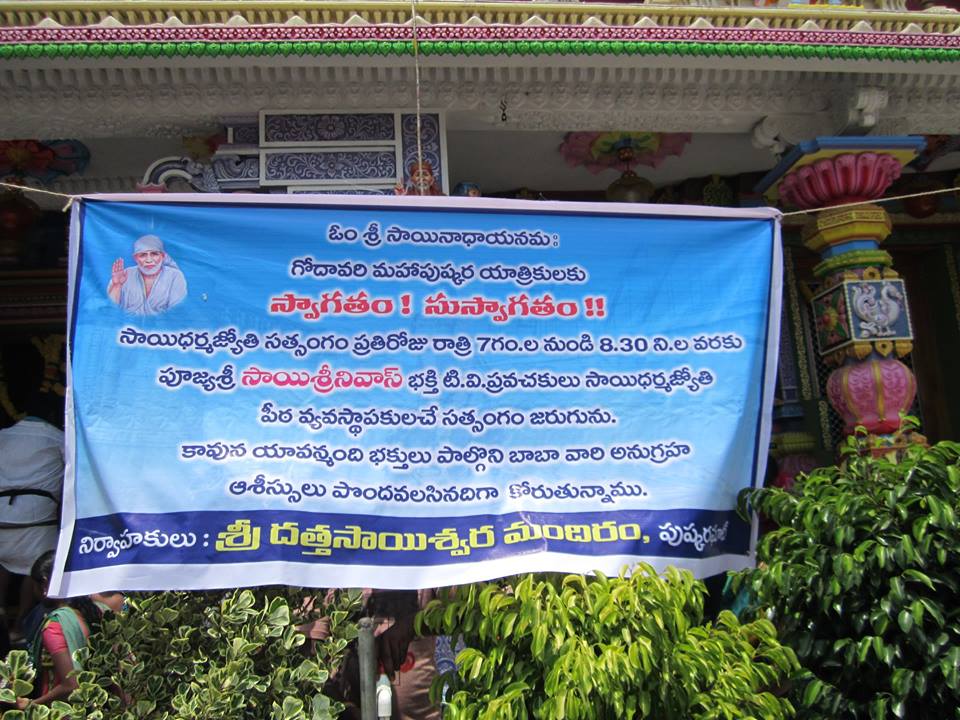 ఓం శ్రీ సాయినాధాయనమః
గోదావరి మహాపుష్కర యాత్రికులకు
స్వాగతం ! సుస్వాగతం !!
సాయిధర్మజ్యోతి సత్సంగం ప్రతిరోజు రాత్రి 7గం.ల నుండి 8.30 ని.ల వరకు
పూజ్యశ్రీ సాయిశ్రీనివాస్ భక్తి టి.వి.ప్రవచకులు సాయిధర్మజ్యోతి
పీఠ వ్యవస్థాపకులచే సత్సంగం జరుగును.
కావున యావన్మంది భక్తులు పాల్గొని బాబా వారి అనుగ్రహ
ఆశీస్సులు పొందవలసినదిగా కోరుతున్నాము.
నిర్వాహకులు : శ్రీ దత్తసాయిశ్వర మందిరం,